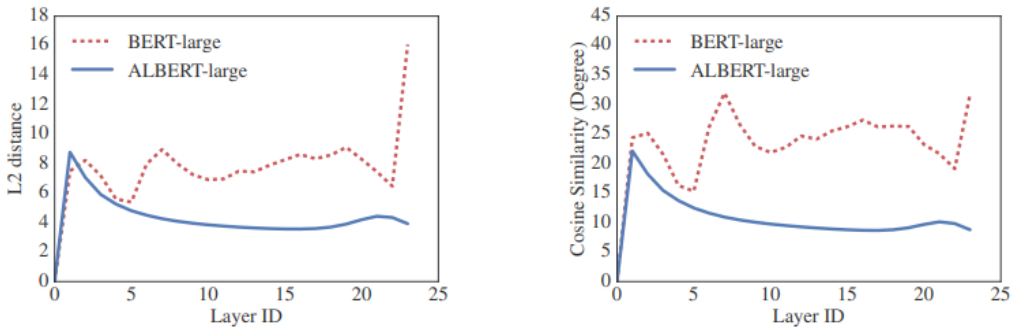 18
16
14
12
10
8
6
4
2
0
L2 distance
BERT-large
ALBERT-large
0 5 10 15 20 25
Layer ID
45
40
35
30
25
20
15
10
5
0
Cosine Similarity (Degree)
BERT-large
ALBERT-large
0 5 10 15 20 25
Layer ID